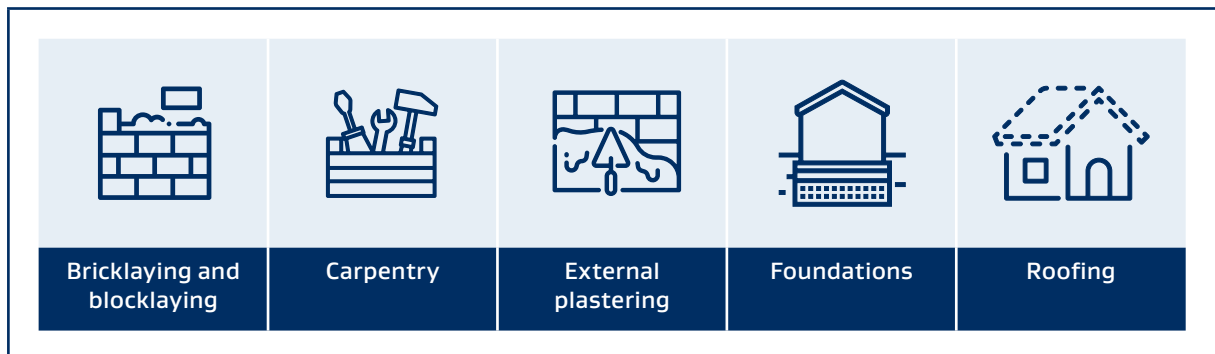 Bricklaying and
blocklaying
Carpentry
External
plastering
Foundations
Roofing